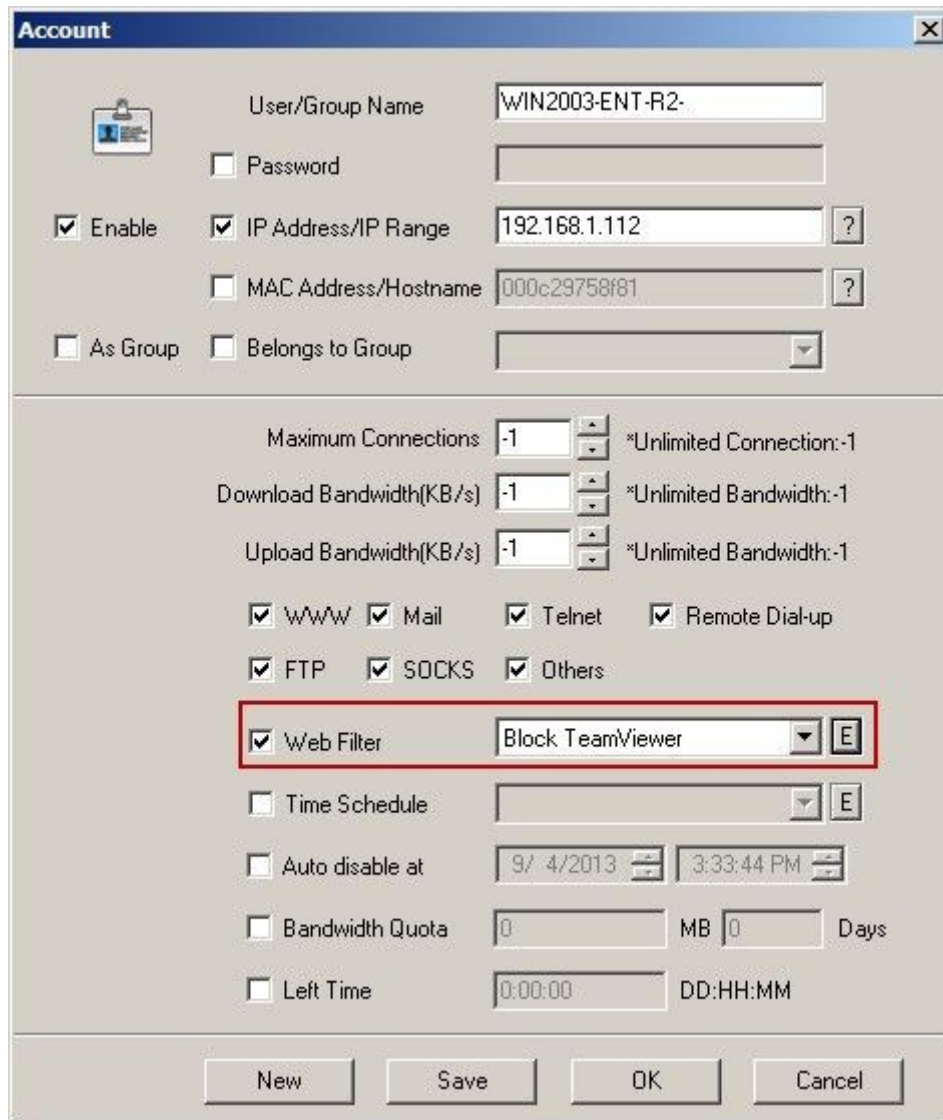 Account
User/Group Name WIN2003-ENT-R2-
Password
Enable IP Address/IP Range 192.168.1.112 ?
MAC Address/Hostname 000c29758f81 ?
As Group Belongs to Group
Maximum Connections -1 *Unlimited Connection:-1
Download Bandwidth(KB/s) -1 *Unlimited Bandwidth:-1
Upload Bandwidth(KB/s) -1 *Unlimited Bandwidth:-1
WWW Mail Telnet Remote Dial-up
FTP SOCKS Others
Web Filter Block TeamViewer E
Time Schedule E
Auto disable at 9/ 4/2013 3:33:44 PM
Bandwidth Quota 0 MB 0 Days
Left Time 0:00:00 DD:HH:MM
New Save OK Cancel